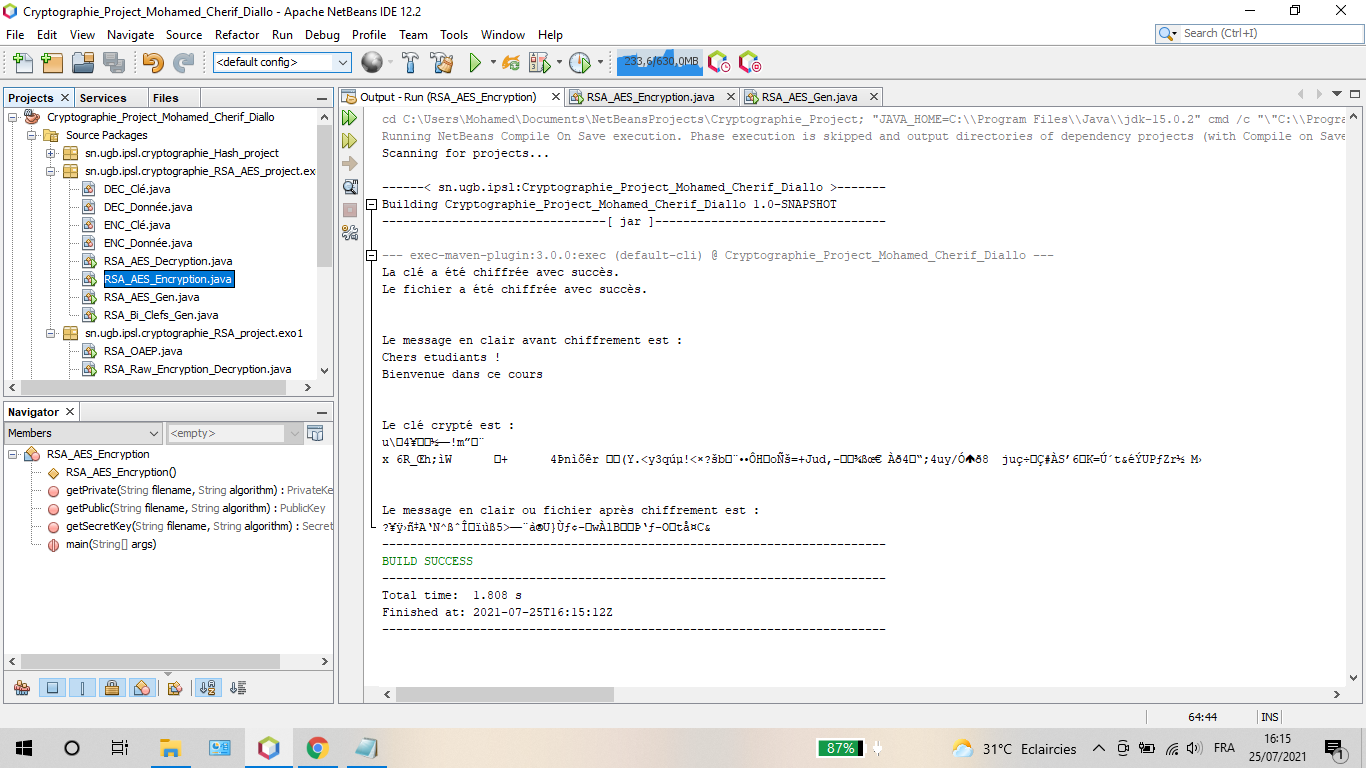 Cryptographie_Project_Mohamed_Cherif_Diallo - Apache NetBeans IDE 12.2
File Edit View Navigate Source Refactor Run Debug Profile Team Tools Window Help
Search (Ctrl+I)
<default config>
233,6/630,0MB
Projects Services Files
Cryptographie_Project_Mohamed_Cherif_Diallo
Source Packages
sn.ugb.ipsl.cryptographie_Hash_project
sn.ugb.ipsl.cryptographie_RSA_AES_project.ex
DEC_Clé.java
DEC_Donnée.java
ENC_Clé.java
ENC_Donnée.java
RSA_AES_Decryption.java
RSA_AES_Encryption.java
RSA_AES_Gen.java
RSA_Bi_Clefs_Gen.java
sn.ugb.ipsl.cryptographie_RSA_project.exo1
RSA_OAEP.java
RSA_Raw_Encryption_Decryption.java
Navigator
Members
<empty>
RSA_AES_Encryption
RSA_AES_Encryption()
getPrivate(String filename, String algorithm) : PrivateKe
getPublic(String filename, String algorithm) : PublicKey
getSecretKey(String filename, String algorithm) : Secret
main(String[] args)
Output - Run (RSA_AES_Encryption) RSA_AES_Encryption.java RSA_AES_Gen.java
cd C:\Users\Mohamed\Documents\NetBeansProjects\Cryptographie_Project; "JAVA_HOME=C:\\Program Files\\Java\\jdk-15.0.2" cmd /c "\"C:\\Progra
Running NetBeans Compile On Save execution. Phase execution is skipped and output directories of dependency projects (with Compile on Save
Scanning for projects...
------< sn.ugb.ipsl:Cryptographie_Project_Mohamed_Cherif_Diallo >-------
Building Cryptographie_Project_Mohamed_Cherif_Diallo 1.0-SNAPSHOT
--------------------------------[ jar ]---------------------------------
--- exec-maven-plugin:3.0.0:exec (default-cli) @ Cryptographie_Project_Mohamed_Cherif_Diallo ---
La clé a été chiffrée avec succès.
Le fichier a été chiffrée avec succès.
Le message en clair avant chiffrement est :
Chers etudiants !
Bienvenue dans ce cours
Le clé crypté est :
Le message en clair ou fichier après chiffrement est :
BUILD SUCCESS
Total time: 1.808 s
Finished at: 2021-07-25T16:15:12Z
64:44 INS
87%
31°C Eclaircies
FRA
16:15
25/07/2021
1